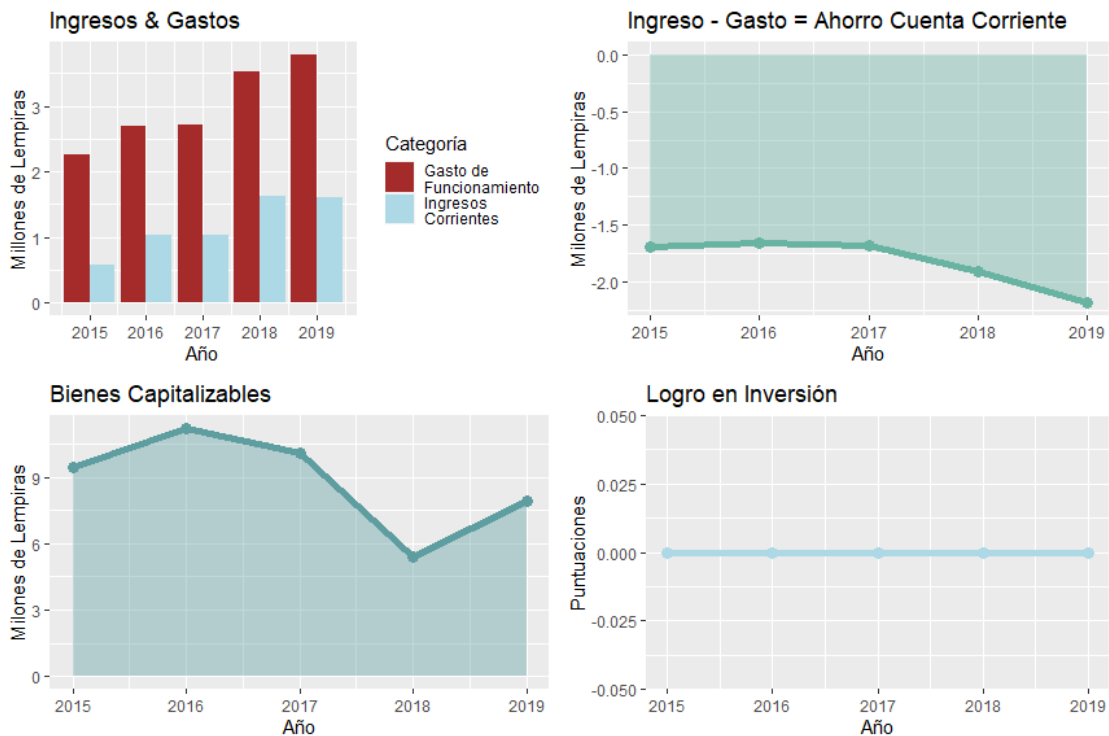 Ingresos & Gastos
Millones de Lempiras
3
2
1
0
2015 2016 2017 2018 2019
Año
Categoría
Gasto de
Funcionamiento
Ingresos
Corrientes
Ingreso - Gasto = Ahorro Cuenta Corriente
Milones de Lempiras
0.0
-0.5
-1.0
-1.5
-2.0
2015 2016 2017 2018 2019
Año
Bienes Capitalizables
Milones de Lempiras
9
6
3
0
2015 2016 2017 2018 2019
Año
Logro en Inversión
Puntuaciones
0.050
0.025
0.000
-0.025
-0.050
2015 2016 2017 2018 2019
Año